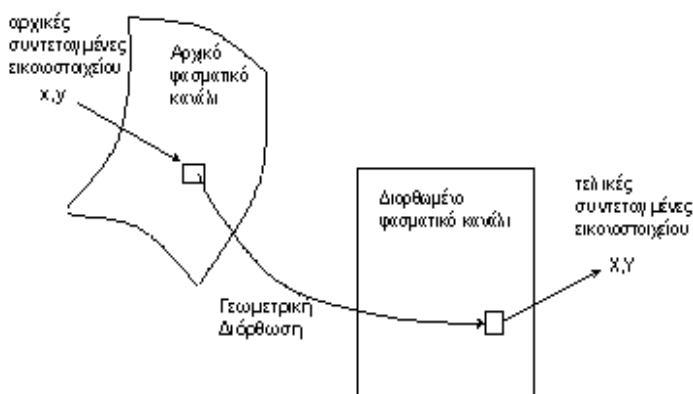 αρχικές
συντεταγμένες
εικονοστοιχείου
x,y
Αρχικό
φασματικό
κανάλι
Γεωμετρική
Διόρθωση
Διορθωμένο
φασματικό κανάλι
τελικές
συντεταγμένες
εικονοστοιχείου
X,Y